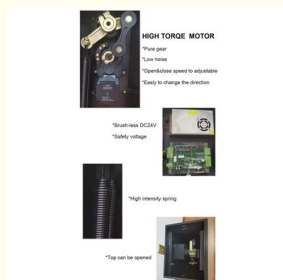 HIGH TORQE MOTOR
*Pure gear
*Low noise
*Open&close speed to adjustable
*Easly to change the direction
*Brush-less DC24V
*Safety voltage
*High intensity spring
*Top can be opened